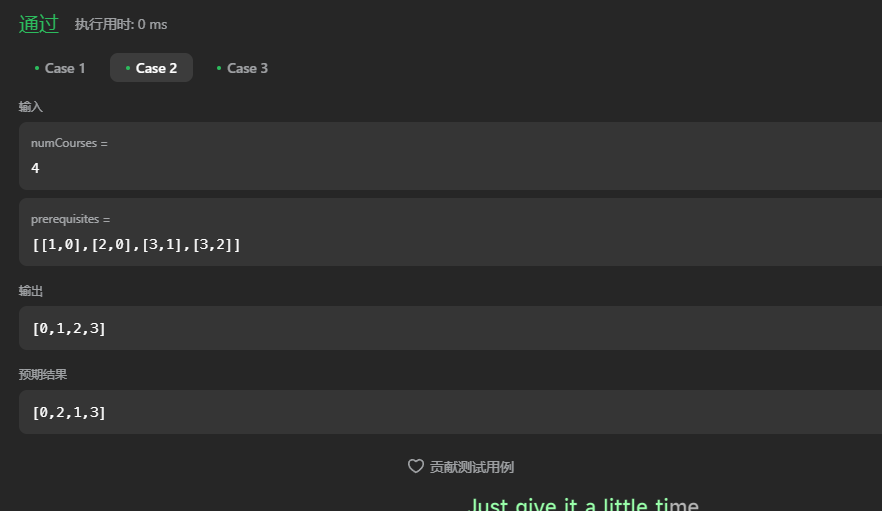 通过 执行用时: 0 ms
• Case 1 • Case 2 • Case 3
输入
numCourses =
4
prerequisites =
[[1,0],[2,0],[3,1],[3,2]]
输出
[0,1,2,3]
预期结果
[0,2,1,3]
贡献测试用例
Just give it a little time